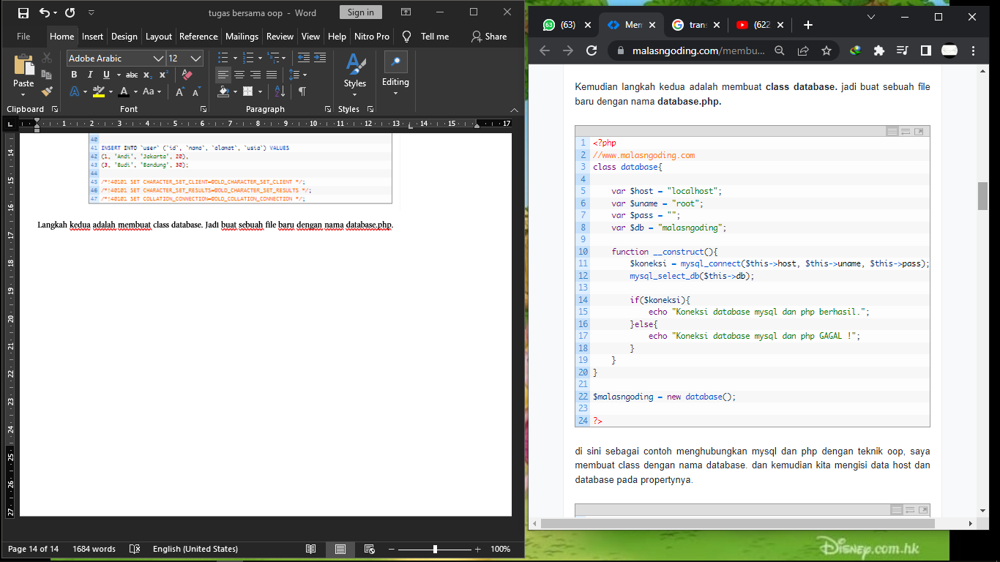 tugas bersama oop - Word
Sign in
File Home Insert Design Layout Reference Mailings Review View Help Nitro Pro Tell me Share
Adobe Arabic 12
Paste
Styles
Editing
Clipboard Font Paragraph Styles
40
41 INSERT INTO `user` (`id`, `nama`, `alamat`, `usia`) VALUES
42 (1, 'Andi', 'Jakarta', 20),
43 (3, 'Budi', 'Bandung', 30);
44
45 /*!40101 SET CHARACTER_SET_CLIENT=@OLD_CHARACTER_SET_CLIENT */;
46 /*!40101 SET CHARACTER_SET_RESULTS=@OLD_CHARACTER_SET_RESULTS */;
47 /*!40101 SET COLLATION_CONNECTION=@OLD_COLLATION_CONNECTION */;
Langkah kedua adalah membuat class database. Jadi buat sebuah file baru dengan nama database.php.
Page 14 of 14 1684 words English (United States) 100%
(63) Mem trans (622
malasngoding.com/membu...
Kemudian langkah kedua adalah membuat class database. jadi buat sebuah file
baru dengan nama database.php.
1 <?php
2 //www.malasngoding.com
3 class database{
4
5 var $host = "localhost";
6 var $uname = "root";
7 var $pass = "";
8 var $db = "malasngoding";
9
10 function __construct(){
11 $koneksi = mysql_connect($this->host, $this->uname, $this->pass);
12 mysql_select_db($this->db);
13
14 if($koneksi){
15 echo "Koneksi database mysql dan php berhasil.";
16 }else{
17 echo "Koneksi database mysql dan php GAGAL !";
18 }
19 }
20 }
21
22 $malasngoding = new database();
23
24 ?>
di sini sebagai contoh menghubungkan mysql dan php dengan teknik oop, saya
membuat class dengan nama database. dan kemudian kita mengisi data host dan
database pada propertynya.
Disney.com.hk